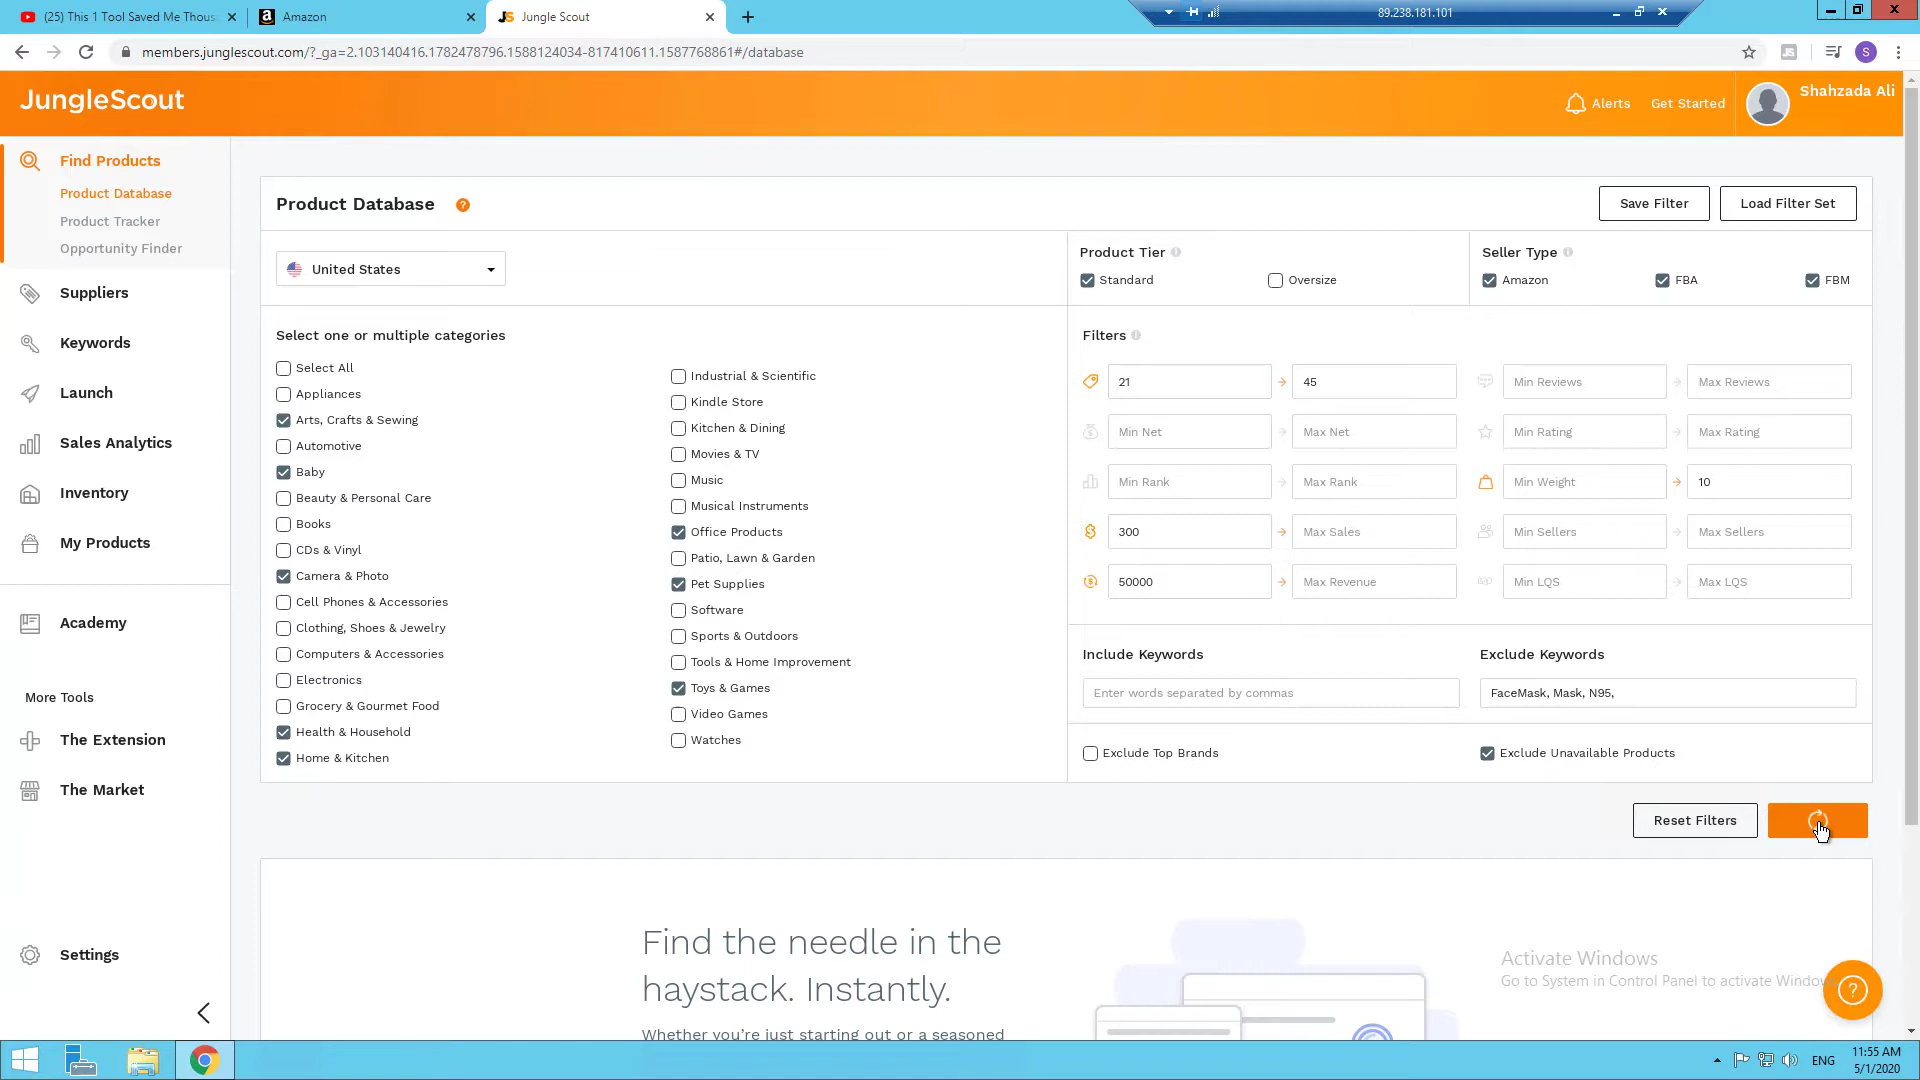 (25) This 1 Tool Saved Me Thous
Amazon
JS Jungle Scout
89.238.181.101
members.junglescout.com/?_ga=2.103140416.1782478796.1588124034-817410611.1587768861#/database
JS
S
JungleScout
Alerts
Get Started
Shahzada Ali
Find Products
Product Database
Product Tracker
Opportunity Finder
Suppliers
Keywords
Launch
Sales Analytics
Inventory
My Products
Academy
More Tools
The Extension
The Market
Settings
Product Database ?
Save Filter
Load Filter Set
United States
Product Tier
Standard
Oversize
Seller Type
Amazon
FBA
FBM
Select one or multiple categories
Select All
Appliances
Arts, Crafts & Sewing
Automotive
Baby
Beauty & Personal Care
Books
CDs & Vinyl
Camera & Photo
Cell Phones & Accessories
Clothing, Shoes & Jewelry
Computers & Accessories
Electronics
Grocery & Gourmet Food
Health & Household
Home & Kitchen
Industrial & Scientific
Kindle Store
Kitchen & Dining
Movies & TV
Music
Musical Instruments
Office Products
Patio, Lawn & Garden
Pet Supplies
Software
Sports & Outdoors
Tools & Home Improvement
Toys & Games
Video Games
Watches
Filters
21
45
Min Reviews
Max Reviews
Min Net
Max Net
Min Rating
Max Rating
Min Rank
Max Rank
Min Weight
10
300
Max Sales
Min Sellers
Max Sellers
50000
Max Revenue
Min LQS
Max LQS
Include Keywords
Enter words separated by commas
Exclude Keywords
FaceMask, Mask, N95,
Exclude Top Brands
Exclude Unavailable Products
Reset Filters
Find the needle in the
haystack. Instantly.
Whether you're just starting out or a seasoned
Activate Windows
Go to System in Control Panel to activate Windo
?
ENG
11:55 AM
5/1/2020